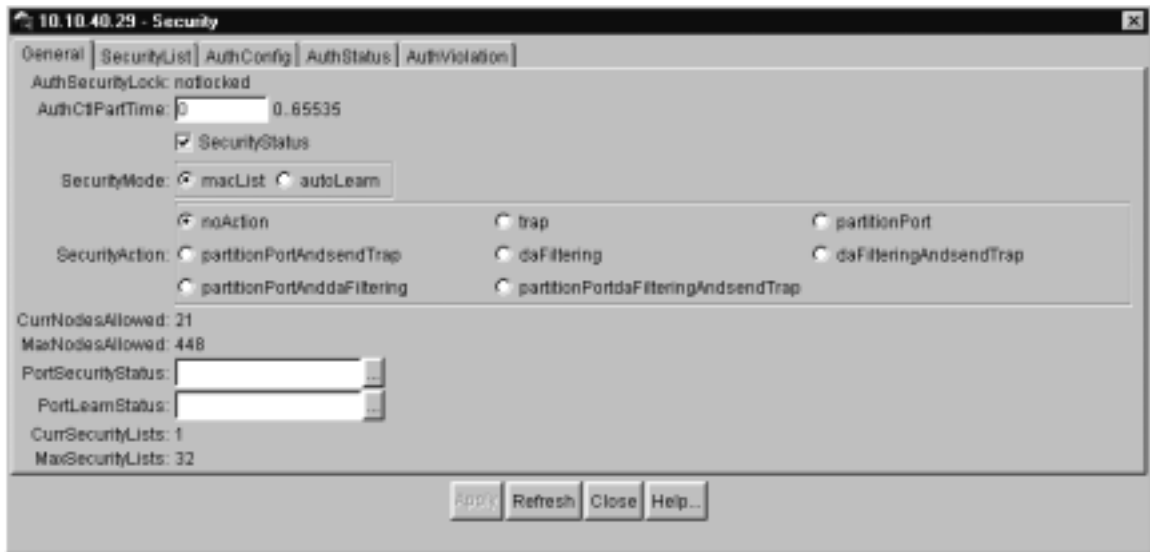 10.10.40.29 - Security
General SecurityList AuthConfig AuthStatus AuthViolation
AuthSecurityLock: notlocked
AuthCtlPartTime: 0 0..65535
SecurityStatus
SecurityMode: macList autoLearn
noAction trap partitionPort
SecurityAction: partitionPortAndsendTrap daFiltering daFilteringAndsendTrap
partitionPortAnddaFiltering partitionPortdaFilteringAndsendTrap
CurrNodesAllowed: 21
MaxNodesAllowed: 448
PortSecurityStatus: ...
PortLearnStatus: ...
CurrSecurityLists: 1
MaxSecurityLists: 32
Apply Refresh Close Help...